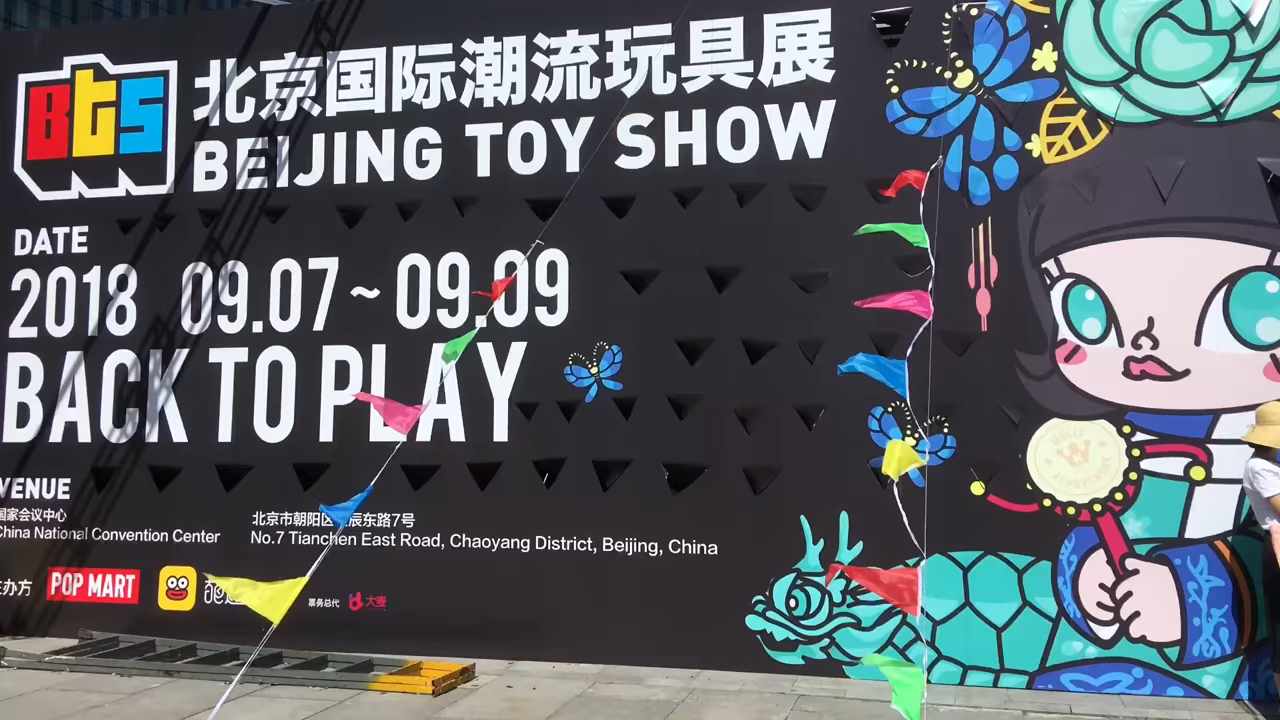 BTS
北京国际潮流玩具展
BEIJING TOY SHOW
DATE
2018 09.07~09.09
BACK TO PLAY
VENUE
国家会议中心
China National Convention Center
北京市朝阳区 辰东路7号
No.7 Tianchen East Road, Chaoyang District, Beijing, China
主办方
POP MART
票务总代
大麦